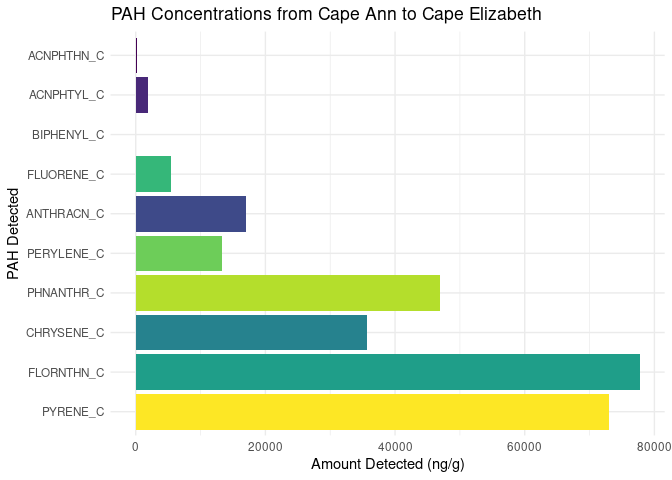 PAH Concentrations from Cape Ann to Cape Elizabeth
ACNPHTHN_C
ACNPHTYL_C
BIPHENYL_C
FLUORENE_C
ANTHRACN_C
PERYLENE_C
PHNANTHR_C
CHRYSENE_C
FLORNTHN_C
PYRENE_C
PAH Detected
0 20000 40000 60000 80000
Amount Detected (ng/g)